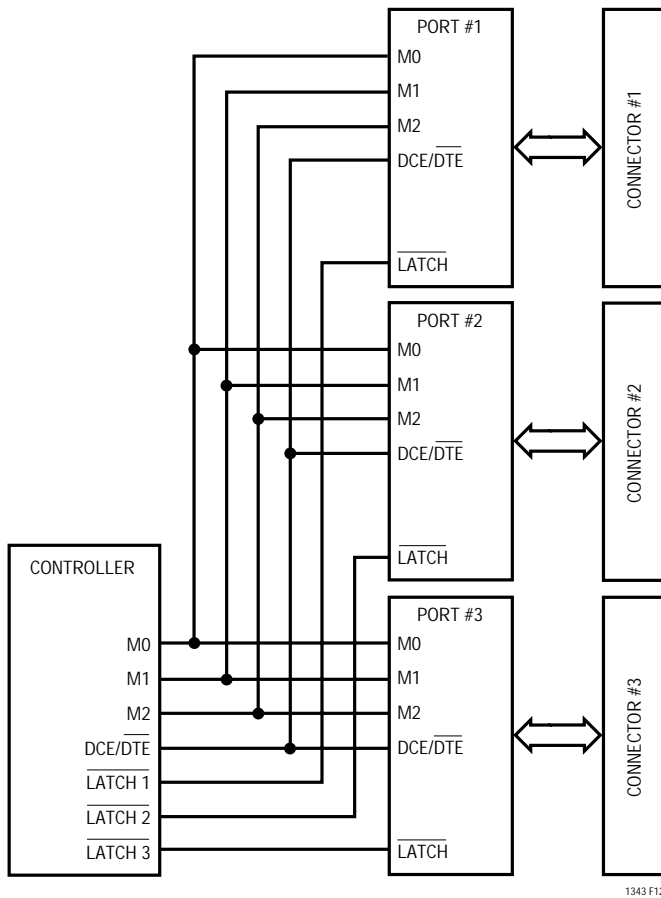 PORT #1
M0
M1
M2
DCE/DTE
LATCH
CONNECTOR #1
PORT #2
M0
M1
M2
DCE/DTE
LATCH
CONNECTOR #2
CONTROLLER
M0
M1
M2
DCE/DTE
LATCH 1
LATCH 2
LATCH 3
PORT #3
M0
M1
M2
DCE/DTE
LATCH
CONNECTOR #3
1343 F12